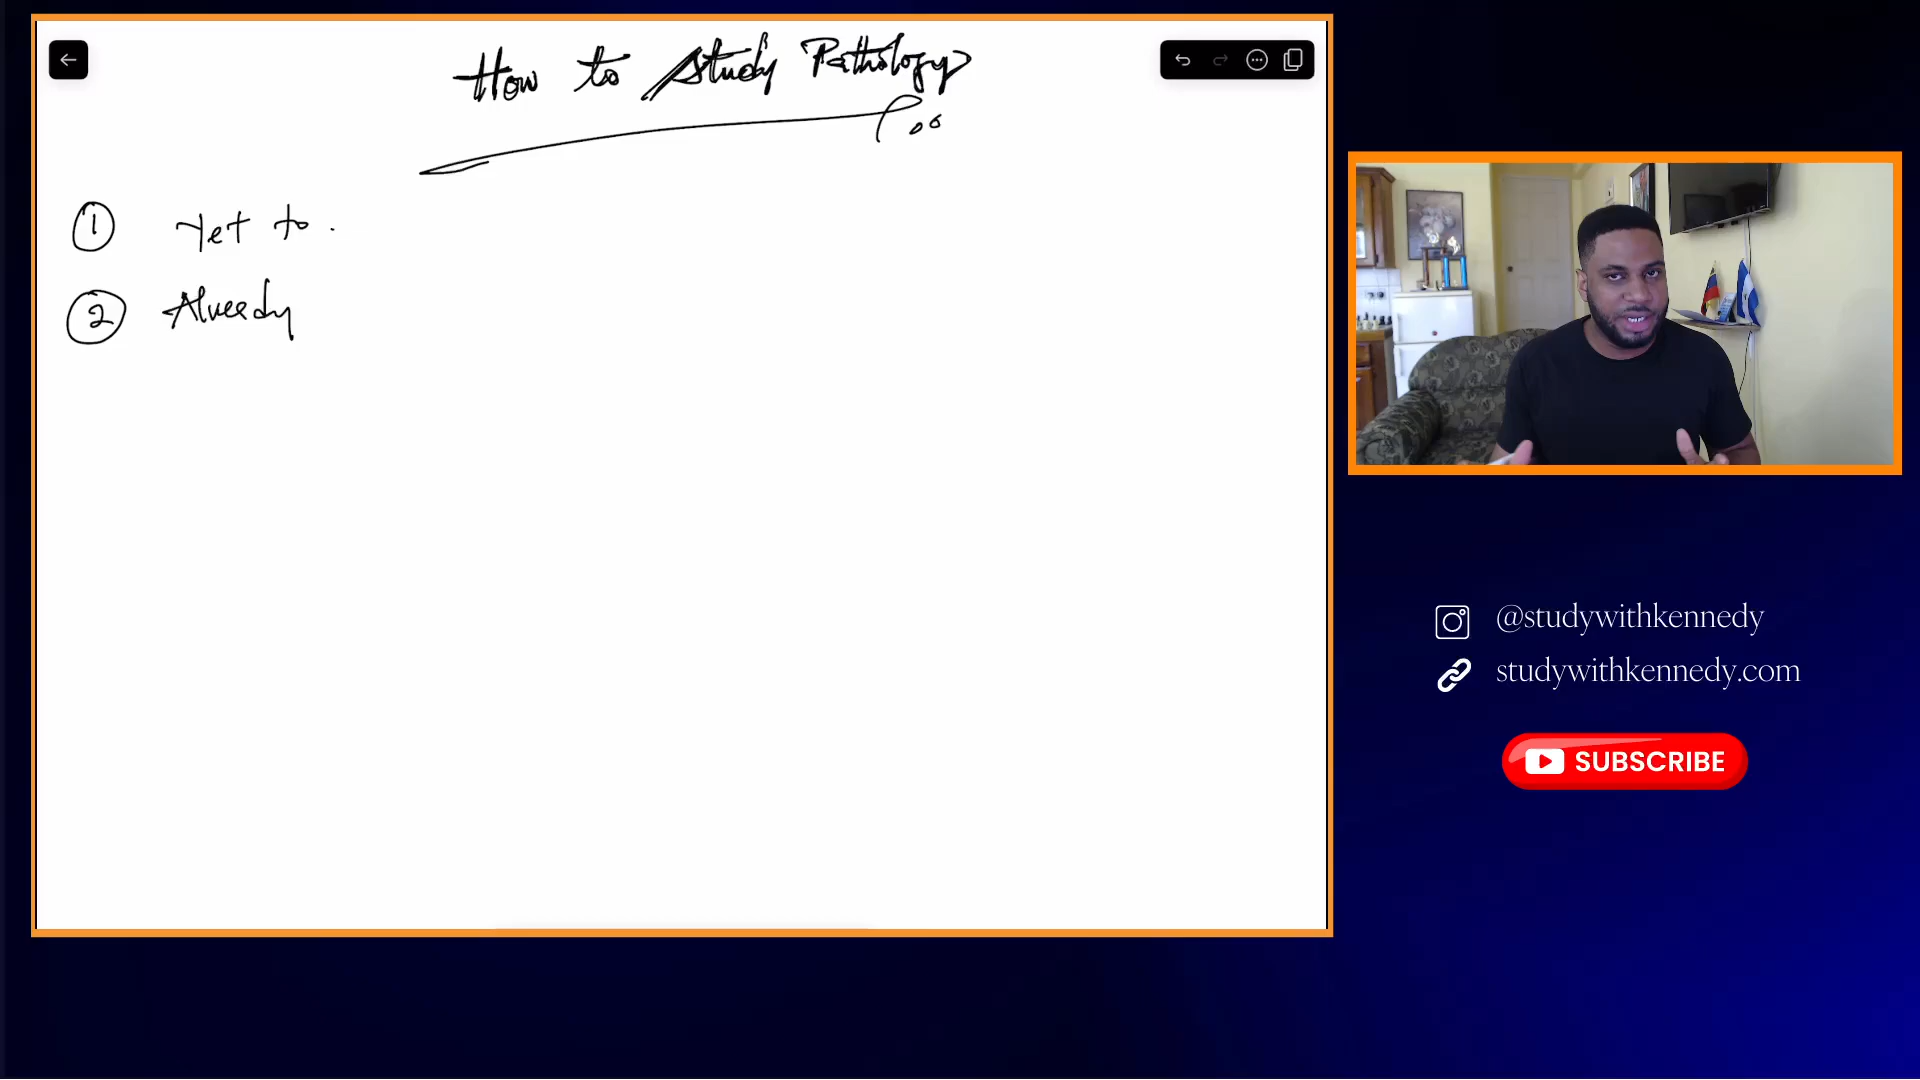 How to Study Pathology
1 Yet to.
2 Already
@studywithkennedy
studywithkennedy.com
SUBSCRIBE